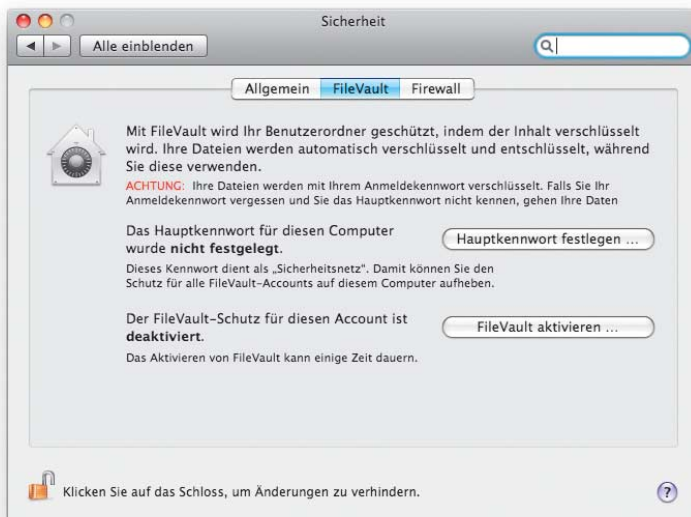 Sicherheit
Alle einblenden
Allgemein FileVault Firewall
Mit FileVault wird Ihr Benutzerordner geschützt, indem der Inhalt verschlüsselt
wird. Ihre Dateien werden automatisch verschlüsselt und entschlüsselt, während
Sie diese verwenden.
ACHTUNG: Ihre Dateien werden mit Ihrem Anmeldekennwort verschlüsselt. Falls Sie Ihr
Anmeldekennwort vergessen und Sie das Hauptkennwort nicht kennen, gehen Ihre Daten
Das Hauptkennwort für diesen Computer
wurde nicht festgelegt.
Hauptkennwort festlegen ...
Dieses Kennwort dient als „Sicherheitsnetz“. Damit können Sie den
Schutz für alle FileVault-Accounts auf diesem Computer aufheben.
Der FileVault-Schutz für diesen Account ist
deaktiviert.
FileVault aktivieren ...
Das Aktivieren von FileVault kann einige Zeit dauern.
Klicken Sie auf das Schloss, um Änderungen zu verhindern.
?